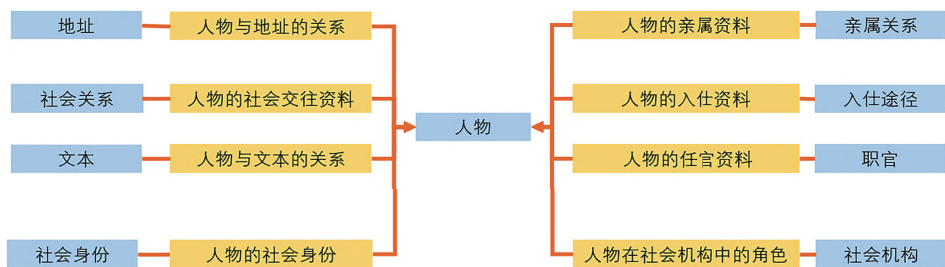 地址
人物与地址的关系
人物的亲属资料
亲属关系
社会关系
人物的社会交往资料
人物
人物的入仕资料
入仕途径
文本
人物与文本的关系
人物的任官资料
职官
社会身份
人物的社会身份
人物在社会机构中的角色
社会机构